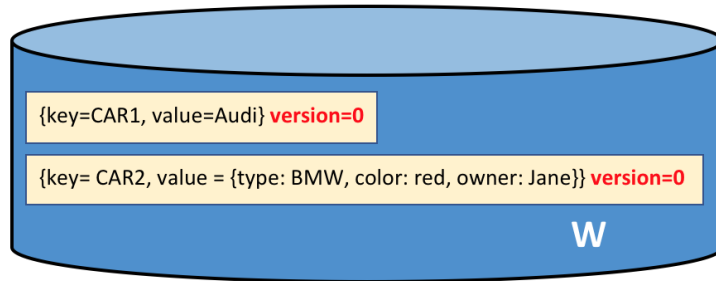 {key=CAR1, value=Audi} version=0
{key= CAR2, value = {type: BMW, color: red, owner: Jane}} version=0
W